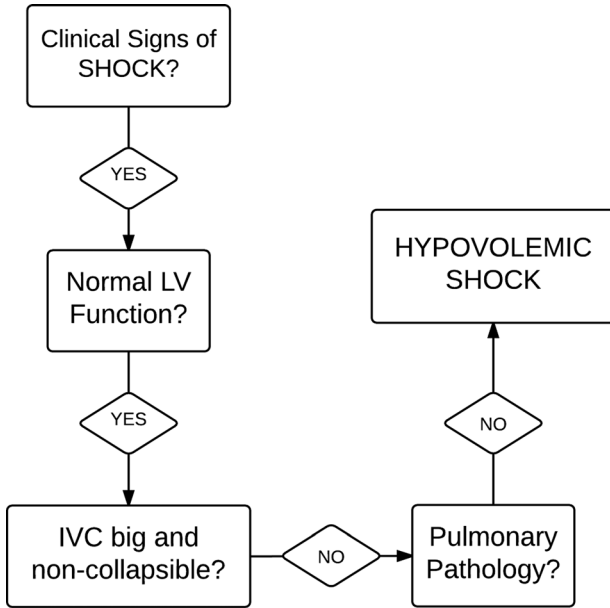 Clinical Signs of
SHOCK?
YES
Normal LV
Function?
YES
IVC big and
non-collapsible?
NO
Pulmonary
Pathology?
NO
HYPOVOLEMIC
SHOCK